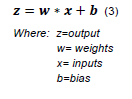 z = w * x + b (3)
Where: z=output
w= weights
x= inputs
b=bias